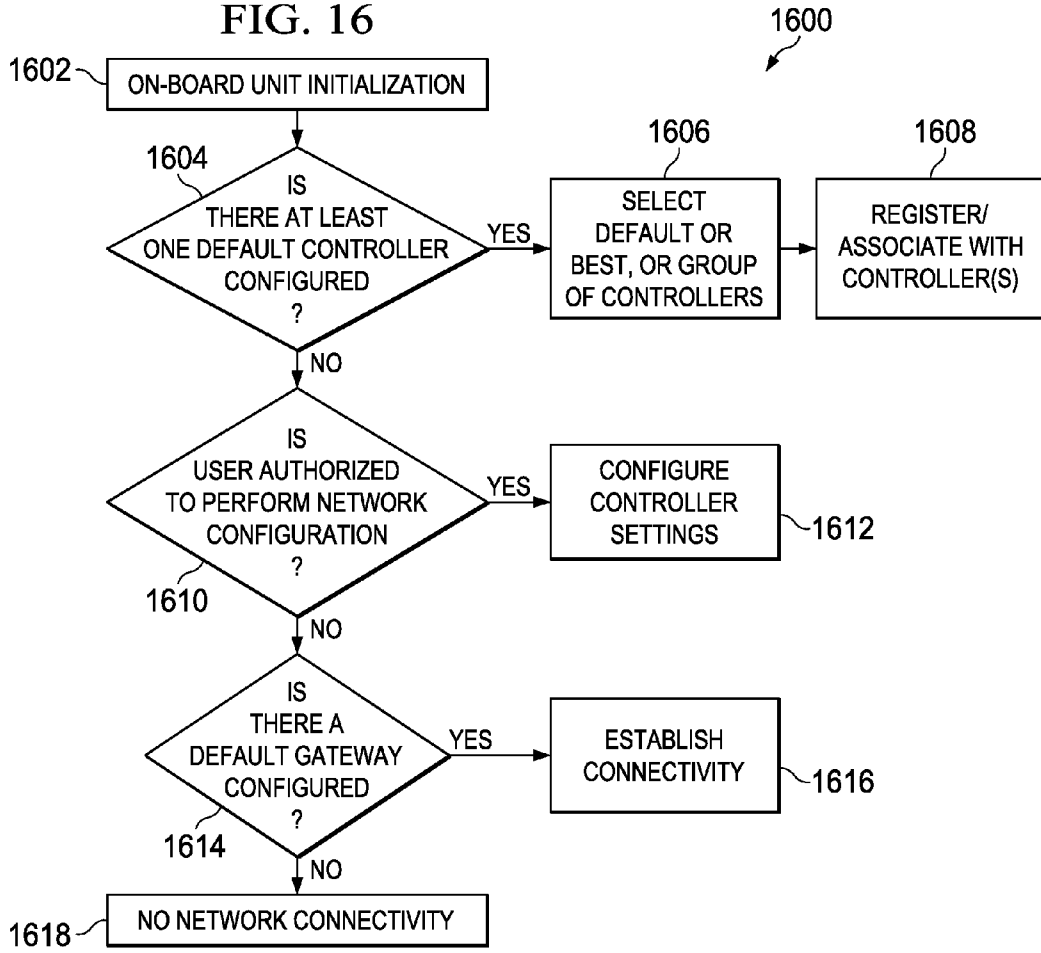 FIG. 16
1600
1602
ON-BOARD UNIT INITIALIZATION
1604
IS
THERE AT LEAST
ONE DEFAULT CONTROLLER
CONFIGURED
?
YES
1606
SELECT
DEFAULT OR
BEST, OR GROUP
OF CONTROLLERS
1608
REGISTER/
ASSOCIATE WITH
CONTROLLER(S)
NO
IS
USER AUTHORIZED
TO PERFORM NETWORK
CONFIGURATION
?
1610
YES
CONFIGURE
CONTROLLER
SETTINGS
1612
NO
IS
THERE A
DEFAULT GATEWAY
CONFIGURED
?
1614
YES
ESTABLISH
CONNECTIVITY
1616
NO
NO NETWORK CONNECTIVITY
1618